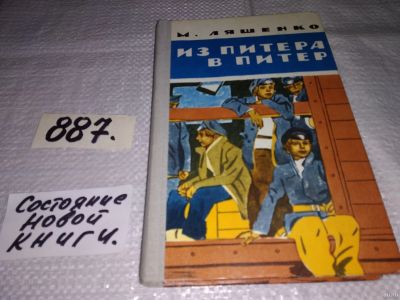 М. ЛЯШЕНКО
ИЗ ПИТЕРА
В ПИТЕР
887.
Состояние
Новой
книги.